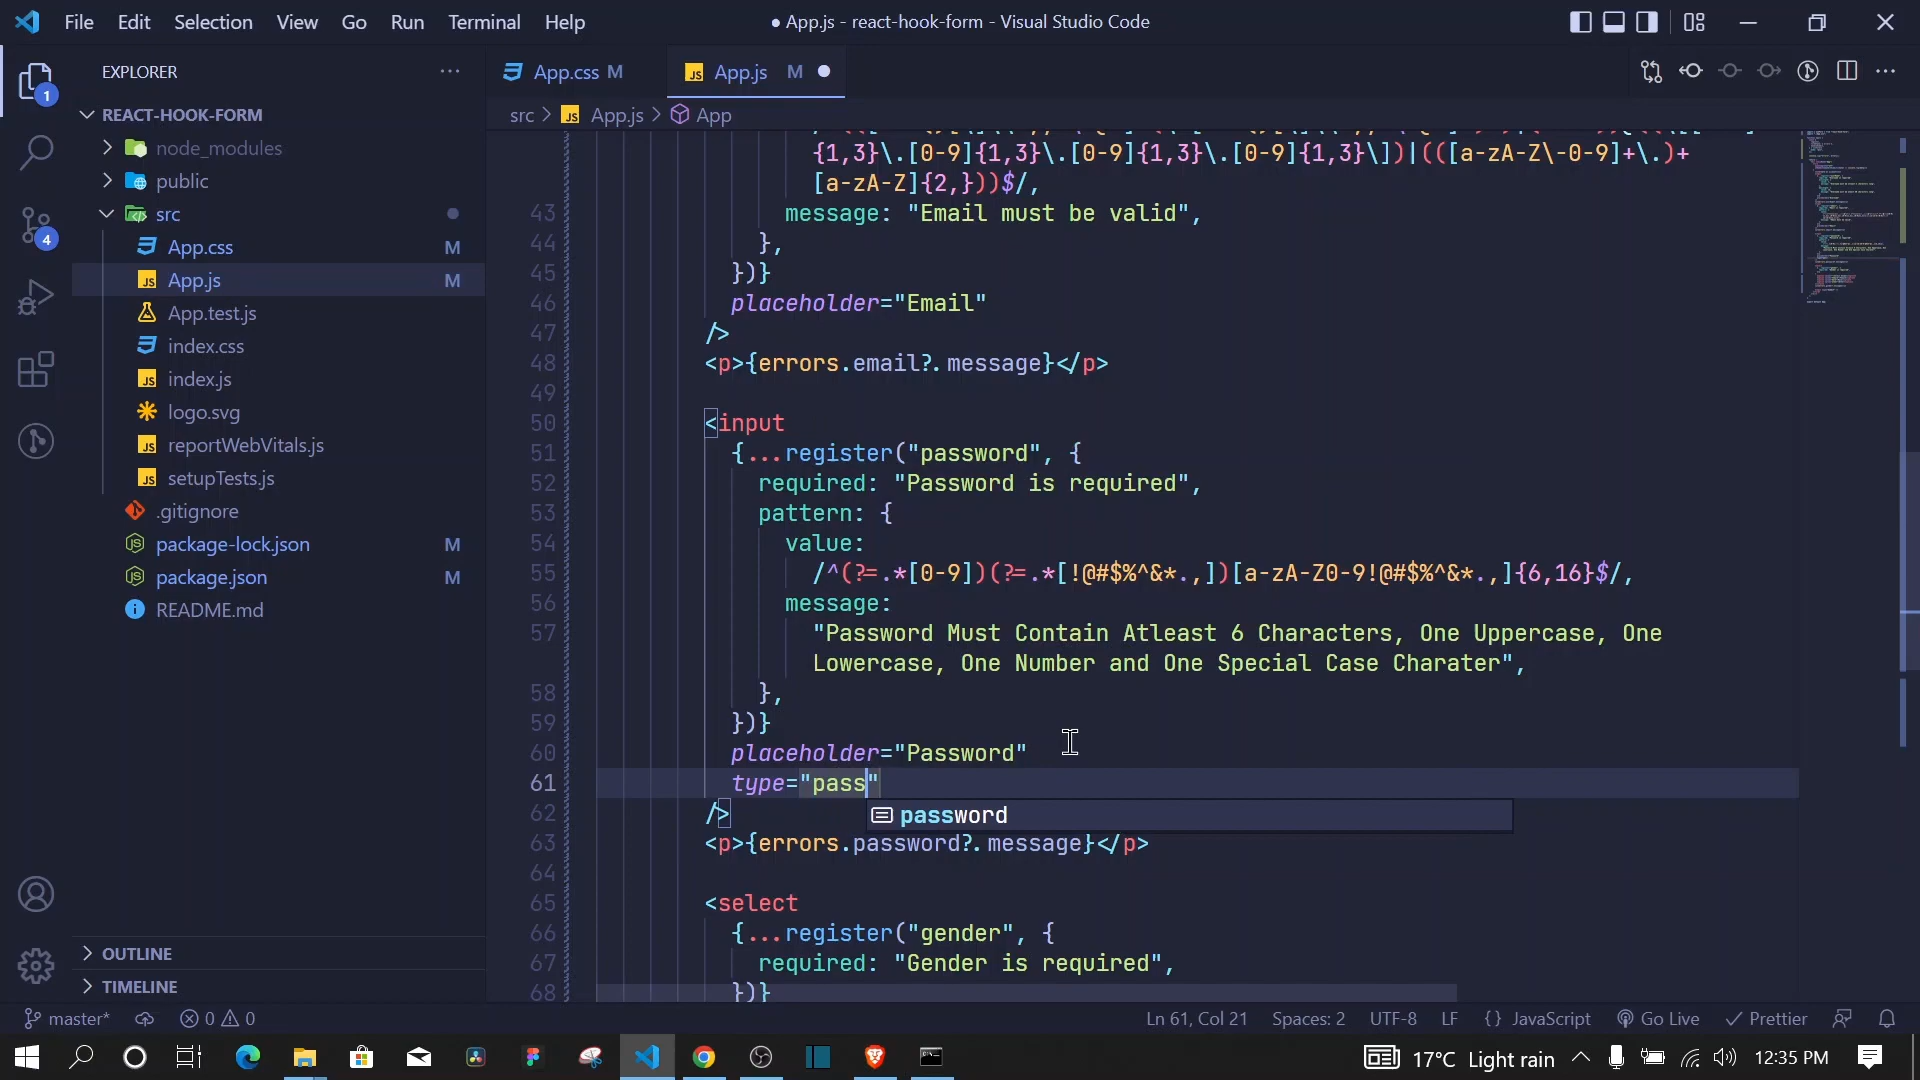 File Edit Selection View Go Run Terminal Help
● App.js - react-hook-form - Visual Studio Code
EXPLORER
1
4
REACT-HOOK-FORM
node_modules
public
src
App.css M
App.js M
App.test.js
index.css
index.js
logo.svg
reportWebVitals.js
setupTests.js
.gitignore
package-lock.json M
package.json M
README.md
OUTLINE
TIMELINE
App.css M
App.js M
src > App.js > App
{1,3}\.[0-9]{1,3}\.[0-9]{1,3}\.[0-9]{1,3}\])|(([a-zA-Z\-0-9]+\.)+
[a-zA-Z]{2,}))$/,
43 message: "Email must be valid",
44 },
45 })}
46 placeholder="Email"
47 />
48 <p>{errors.email?.message}</p>
49
50 <input
51 {...register("password", {
52 required: "Password is required",
53 pattern: {
54 value:
55 /^(?=.*[0-9])(?=.*[!@#$%^&*.,])[a-zA-Z0-9!@#$%^&*.,]{6,16}$/,
56 message:
57 "Password Must Contain Atleast 6 Characters, One Uppercase, One
Lowercase, One Number and One Special Case Charater",
58 },
59 })}
60 placeholder="Password"
61 type="pass"
password
62 />
63 <p>{errors.password?.message}</p>
64
65 <select
66 {...register("gender", {
67 required: "Gender is required",
68 })}
master* 0 0 Ln 61, Col 21 Spaces: 2 UTF-8 LF {} JavaScript Go Live Prettier
17°C Light rain 12:35 PM